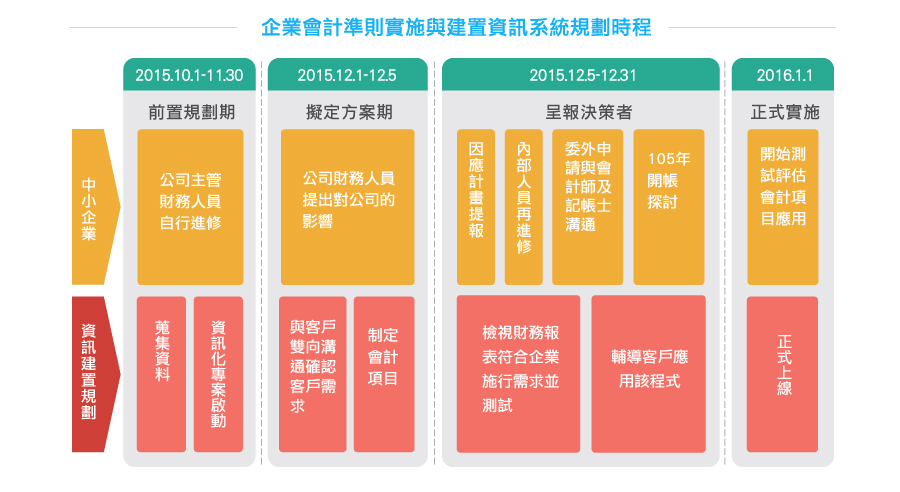 企業會計準則實施與建置資訊系統規劃時程
2015.10.1-11.30
2015.12.1-12.5
2015.12.5-12.31
2016.1.1
前置規劃期
擬定方案期
呈報決策者
正式實施
中小企業
公司主管
財務人員
自行進修
公司財務人員
提出對公司的
影響
因應計畫提報
內部人員再進修
委外申
請與會
計師及
記帳士
溝通
105年
開帳
探討
開始測
試評估
會計項
目應用
資訊建置規劃
蒐集資料
資訊化專案啟動
與客戶
雙向溝
通確認
客戶需
求
制定
會計
項目
檢視財務報
表符合企業
施行需求並
測試
輔導客戶應
用該程式
正式上線